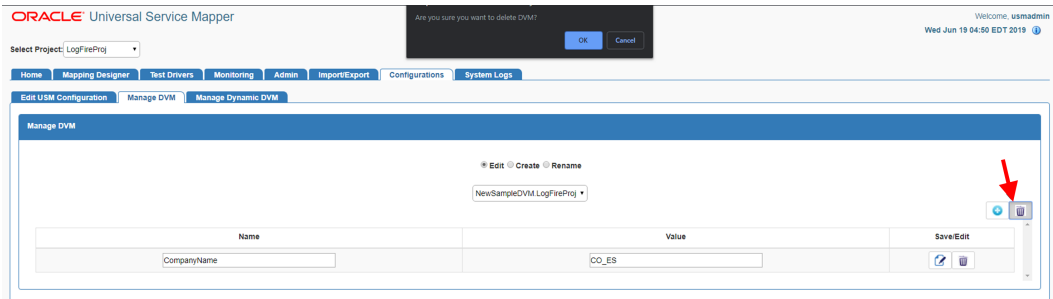 ORACLE® Universal Service Mapper
Are you sure you want to delete DVM?
OK Cancel
Welcome, usmadmin
Wed Jun 19 04:50 EDT 2019
Select Project: LogFireProj
Home Mapping Designer Test Drivers Monitoring Admin Import/Export Configurations System Logs
Edit USM Configuration Manage DVM Manage Dynamic DVM
Manage DVM
Edit Create Rename
NewSampleDVM.LogFireProj
Name Value Save/Edit
CompanyName CO_ES